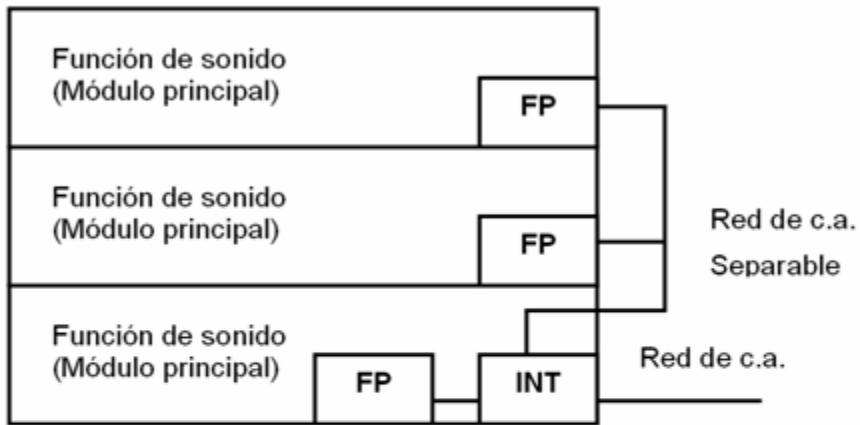 Función de sonido
(Módulo principal)
FP
Función de sonido
(Módulo principal)
FP
Red de c.a.
Separable
Función de sonido
(Módulo principal)
FP
INT
Red de c.a.